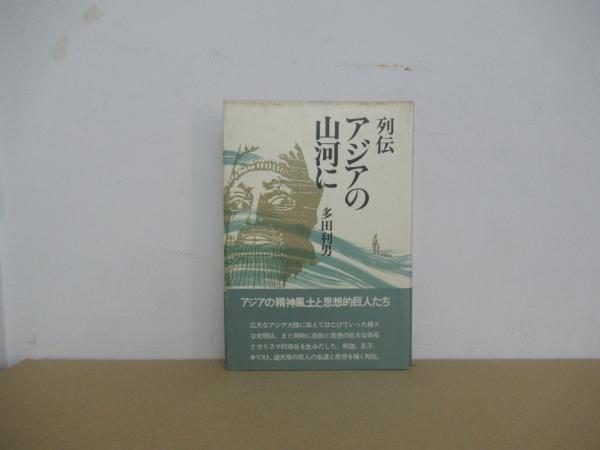 列伝
アジアの
山河に
多田利男
アジアの精神風土と思想的巨人たち
広大なアジア大陸に栄えては亡びていった様々
な文明は、また同時に宗教と思想の巨大な体系
とカリスマ的存在を生みだした。釈迦、孔子、
キリスト、道元等の巨人の生涯と思想を描く列伝。